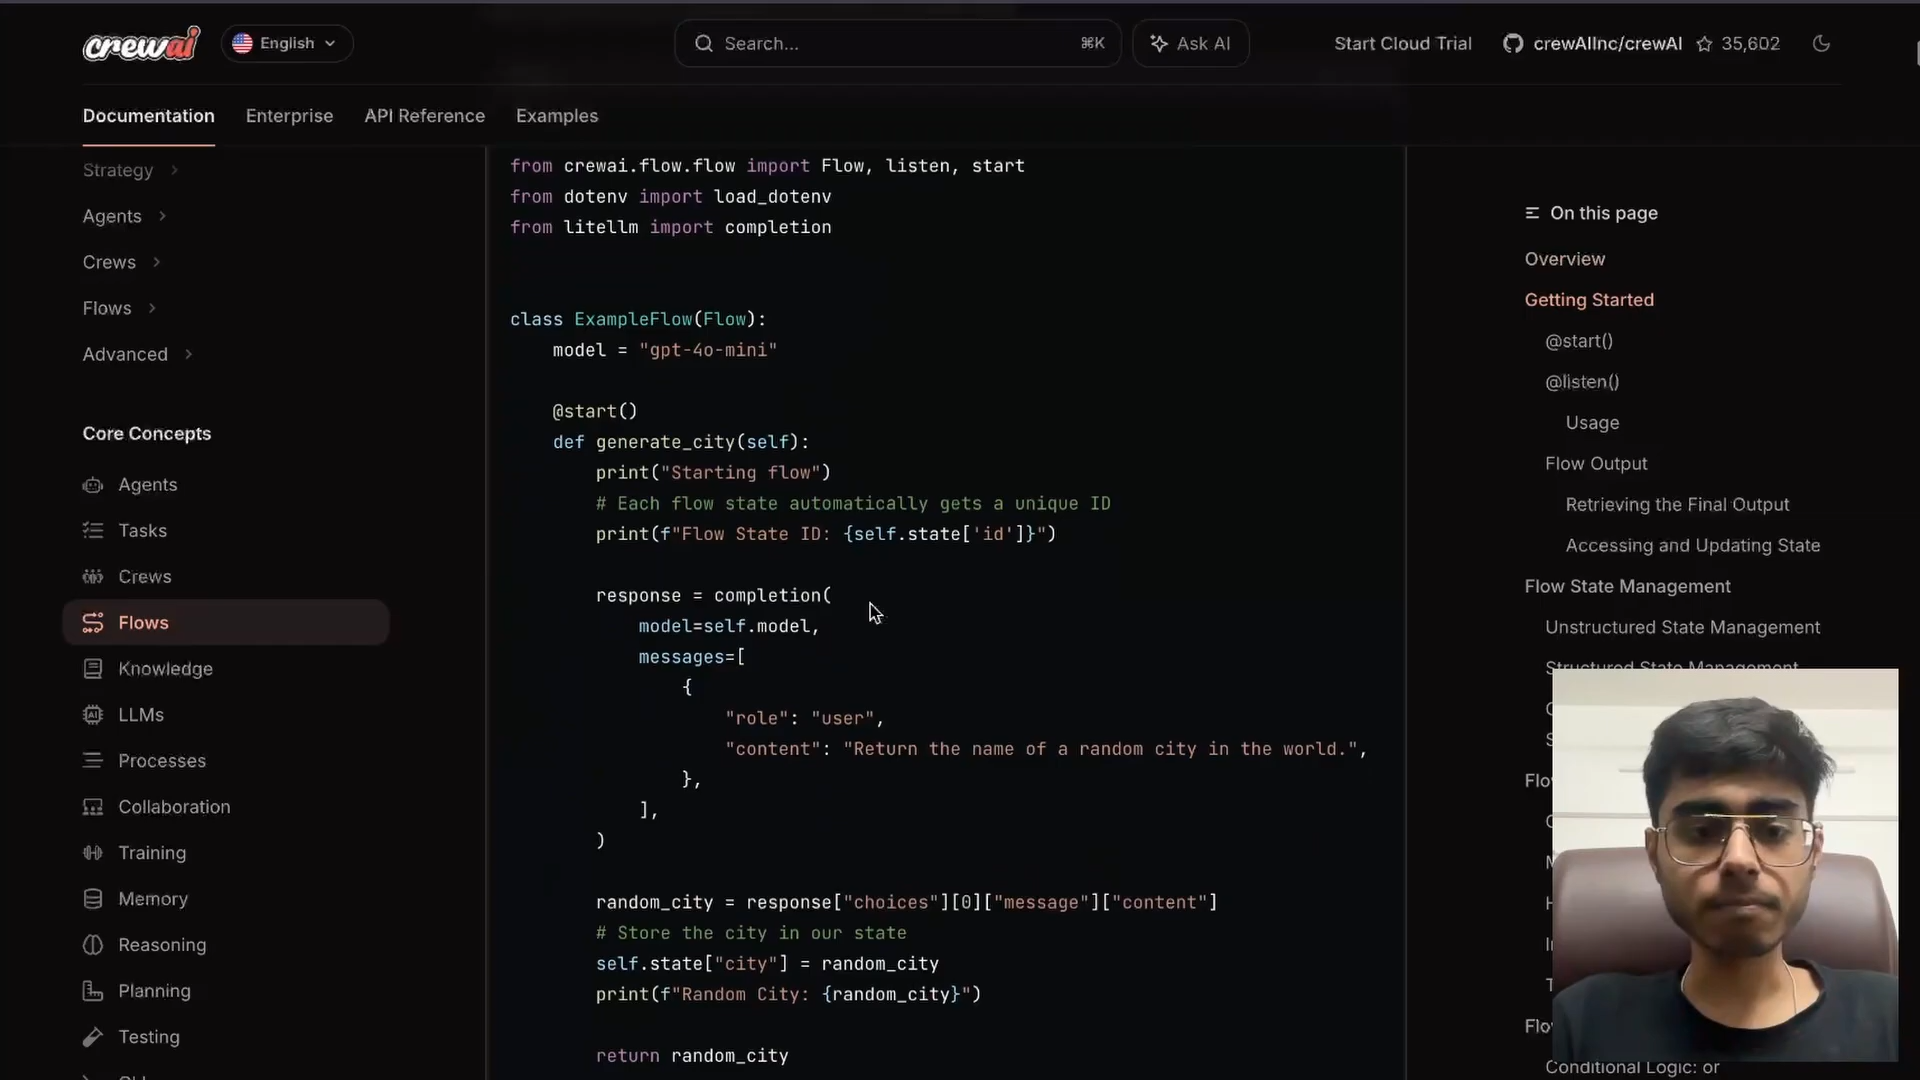 crewai
English
Search...
⌘K
Ask AI
Start Cloud Trial
crewAIInc/crewAI
35,602
Documentation
Enterprise
API Reference
Examples
Strategy
Agents
Crews
Flows
Advanced
Core Concepts
Agents
Tasks
Crews
Flows
Knowledge
LLMs
Processes
Collaboration
Training
Memory
Reasoning
Planning
Testing
from crewai.flow.flow import Flow, listen, start
from dotenv import load_dotenv
from litellm import completion
class ExampleFlow(Flow):
model = "gpt-4o-mini"
@start()
def generate_city(self):
print("Starting flow")
# Each flow state automatically gets a unique ID
print(f"Flow State ID: {self.state['id']}")
response = completion(
model=self.model,
messages=[
{
"role": "user",
"content": "Return the name of a random city in the world.",
},
],
)
random_city = response["choices"][0]["message"]["content"]
# Store the city in our state
self.state["city"] = random_city
print(f"Random City: {random_city}")
return random_city
On this page
Overview
Getting Started
@start()
@listen()
Usage
Flow Output
Retrieving the Final Output
Accessing and Updating State
Flow State Management
Unstructured State Management
Structured State Management
Conditional Logic: or